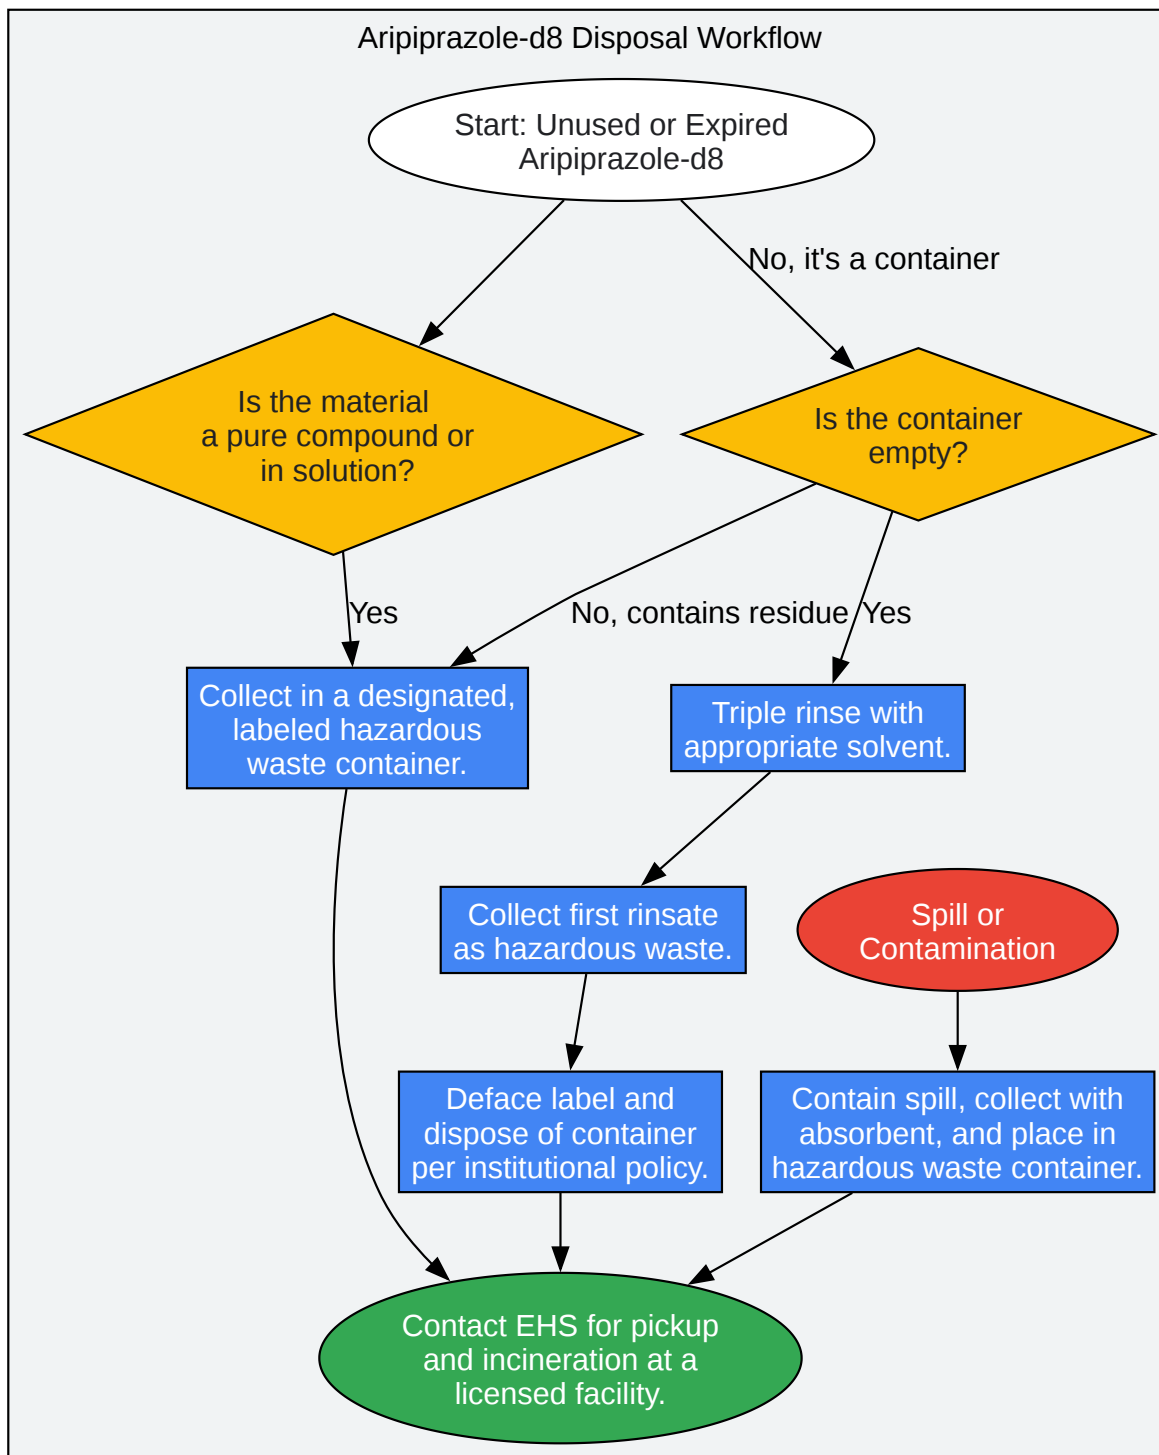 Aripiprazole-d8 Disposal Workflow
Start: Unused or Expired
Aripiprazole-d8
No, it's a container
Is the material
a pure compound or
in solution?
Is the container
empty?
Yes
No, contains residue
Yes
Collect in a designated,
labeled hazardous
waste container.
Triple rinse with
appropriate solvent.
Collect first rinsate
as hazardous waste.
Spill or
Contamination
Deface label and
dispose of container
per institutional policy.
Contain spill, collect with
absorbent, and place in
hazardous waste container.
Contact EHS for pickup
and incineration at a
licensed facility.